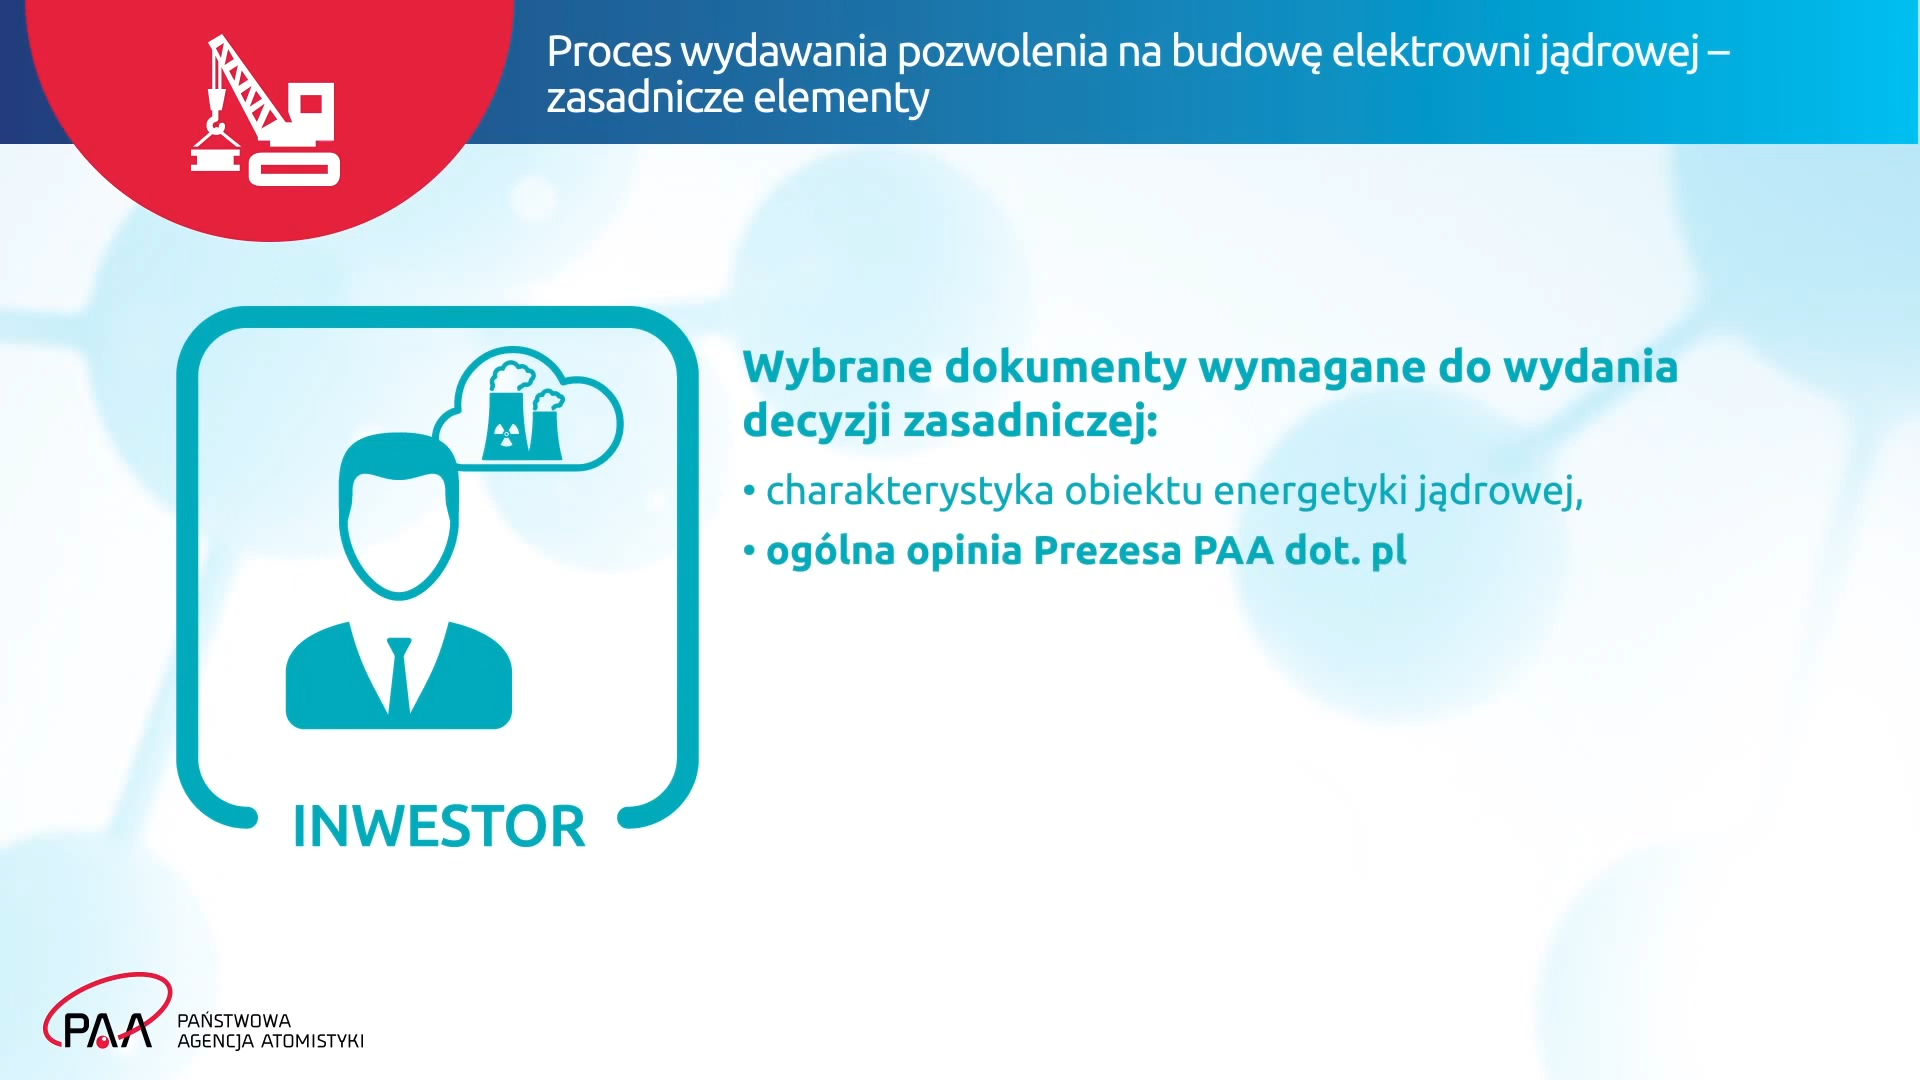 Proces wydawania pozwolenia na budowę elektrowni jądrowej –
zasadnicze elementy
Wybrane dokumenty wymagane do wydania
decyzji zasadniczej:
• charakterystyka obiektu energetyki jądrowej,
• ogólna opinia Prezesa PAA dot. pl
INWESTOR
PAA
PAŃSTWOWA
AGENCJA ATOMISTYKI